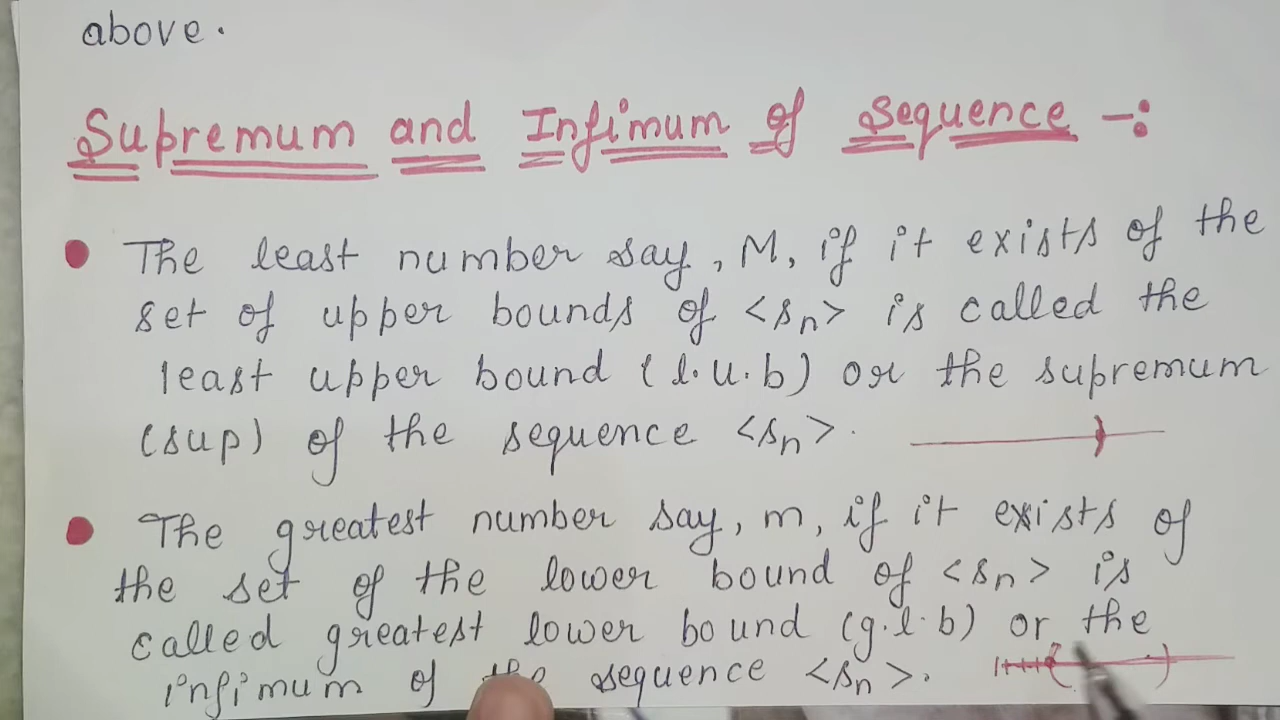 above.
Supremum and Infimum of Sequence -:
• The least number say, M, if it exists of the
set of upper bounds of <sn> is called the
least upper bound (l.u.b) or the supremum
(sup) of the sequence <sn>.
• The greatest number say, m, if it exists of
the set of the lower bound of <sn> is
called greatest lower bound (g.l.b) or the
infimum of the sequence <sn>.